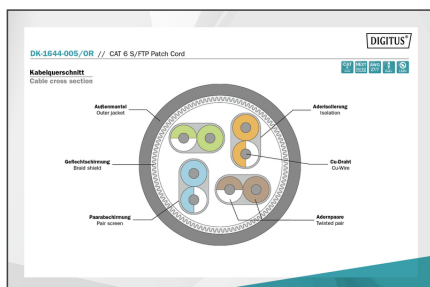 DIGITUS®
DK-1644-005/OR // CAT 6 S/FTP Patch Cord
Kabelquerschnitt
Cable cross section
Außenmantel
Outer jacket
Aderisolierung
Isolation
Geflechtschirmung
Braid shield
Cu-Draht
Cu-Wire
Paarabschirmung
Pair screen
Adernpaare
Twisted pair